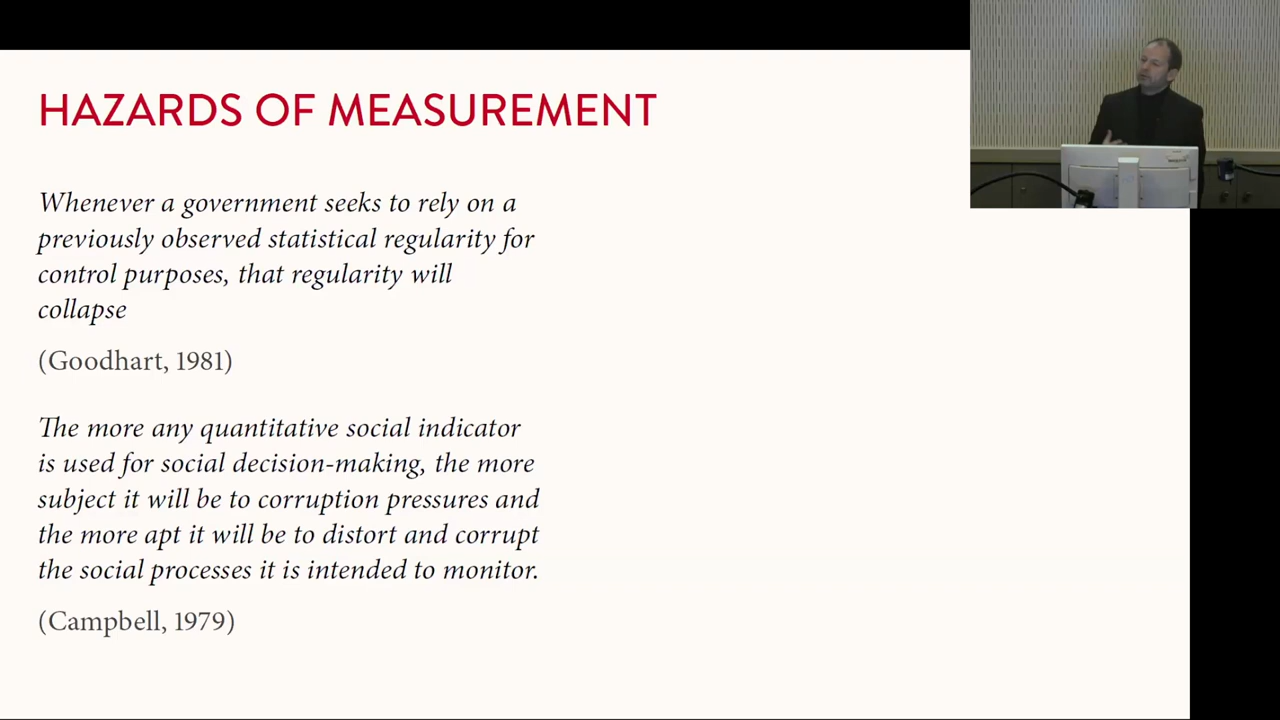 HAZARDS OF MEASUREMENT
Whenever a government seeks to rely on a
previously observed statistical regularity for
control purposes, that regularity will
collapse
(Goodhart, 1981)
The more any quantitative social indicator
is used for social decision-making, the more
subject it will be to corruption pressures and
the more apt it will be to distort and corrupt
the social processes it is intended to monitor.
(Campbell, 1979)